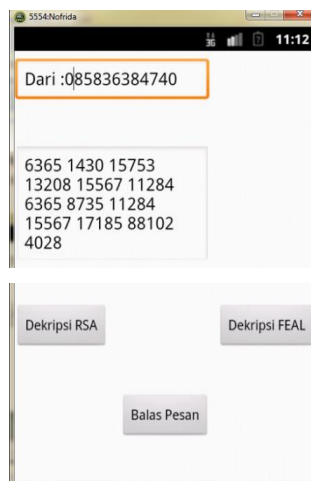 5554:Nofrida
3G 11:12
Dari :085836384740
6365 1430 15753
13208 15567 11284
6365 8735 11284
15567 17185 88102
4028
Dekripsi RSA Dekripsi FEAL
Balas Pesan